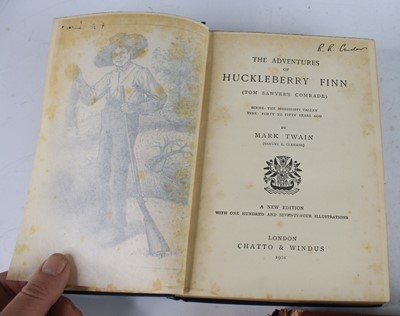 THE ADVENTURES
OF
HUCKLEBERRY FINN
(TOM SAWYER'S COMRADE)
SCENE: THE MISSISSIPPI VALLEY
TIME: FORTY TO FIFTY YEARS AGO
BY
MARK TWAIN
(SAMUEL L. CLEMENS)
A NEW EDITION
WITH ONE HUNDRED AND SEVENTY-FOUR ILLUSTRATIONS
LONDON
CHATTO & WINDUS